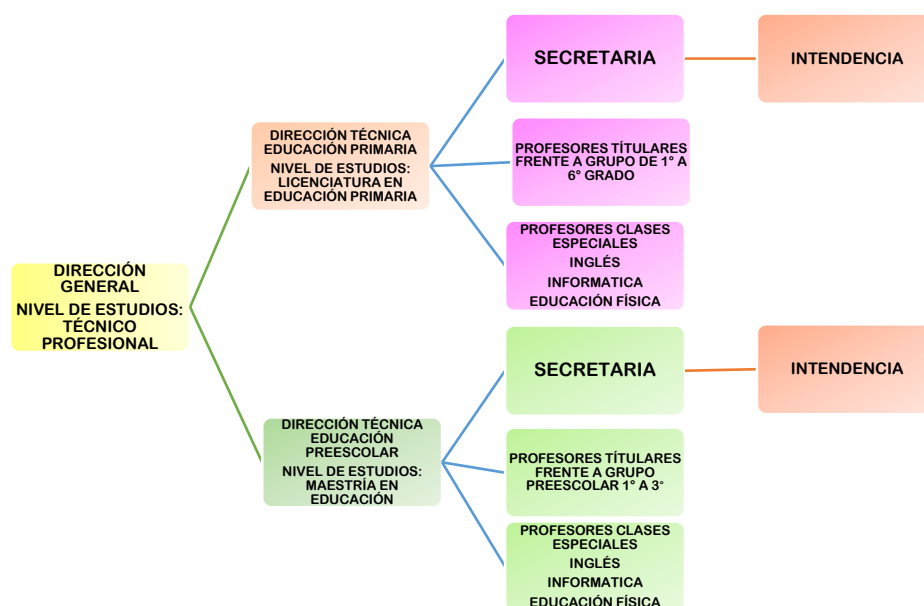 DIRECCIÓN
GENERAL
NIVEL DE ESTUDIOS:
TÉCNICO
PROFESIONAL
DIRECCIÓN TÉCNICA
EDUCACIÓN PRIMARIA
NIVEL DE ESTUDIOS:
LICENCIATURA EN
EDUCACIÓN PRIMARIA
SECRETARIA
INTENDENCIA
PROFESORES TÍTULARES
FRENTE A GRUPO DE 1° A
6° GRADO
PROFESORES CLASES
ESPECIALES
INGLÉS
INFORMATICA
EDUCACIÓN FÍSICA
DIRECCIÓN TÉCNICA
EDUCACIÓN
PREESCOLAR
NIVEL DE ESTUDIOS:
MAESTRÍA EN
EDUCACIÓN
SECRETARIA
INTENDENCIA
PROFESORES TÍTULARES
FRENTE A GRUPO
PREESCOLAR 1° A 3°
PROFESORES CLASES
ESPECIALES
INGLÉS
INFORMATICA
EDUCACIÓN FÍSICA